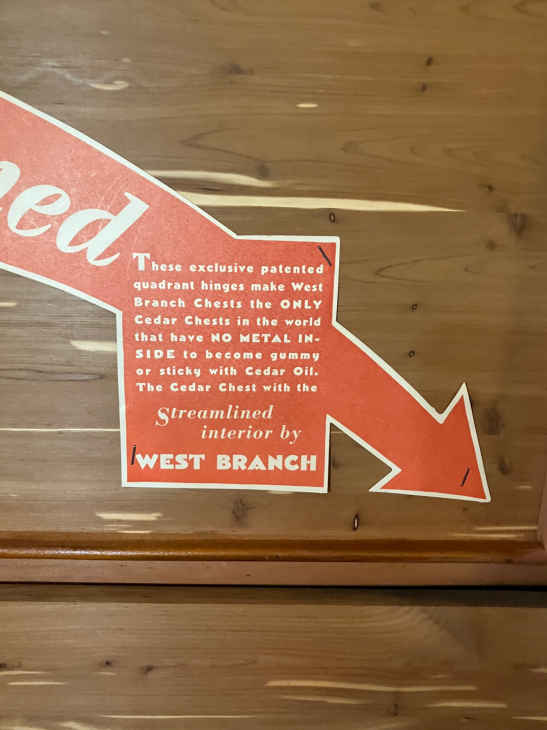 These exclusive patented
quadrant hinges make West
Branch Chests the ONLY
Cedar Chests in the world
that have NO METAL IN-
SIDE to become gummy
or sticky with Cedar Oil.
The Cedar Chest with the
Streamlined
interior by
WEST BRANCH